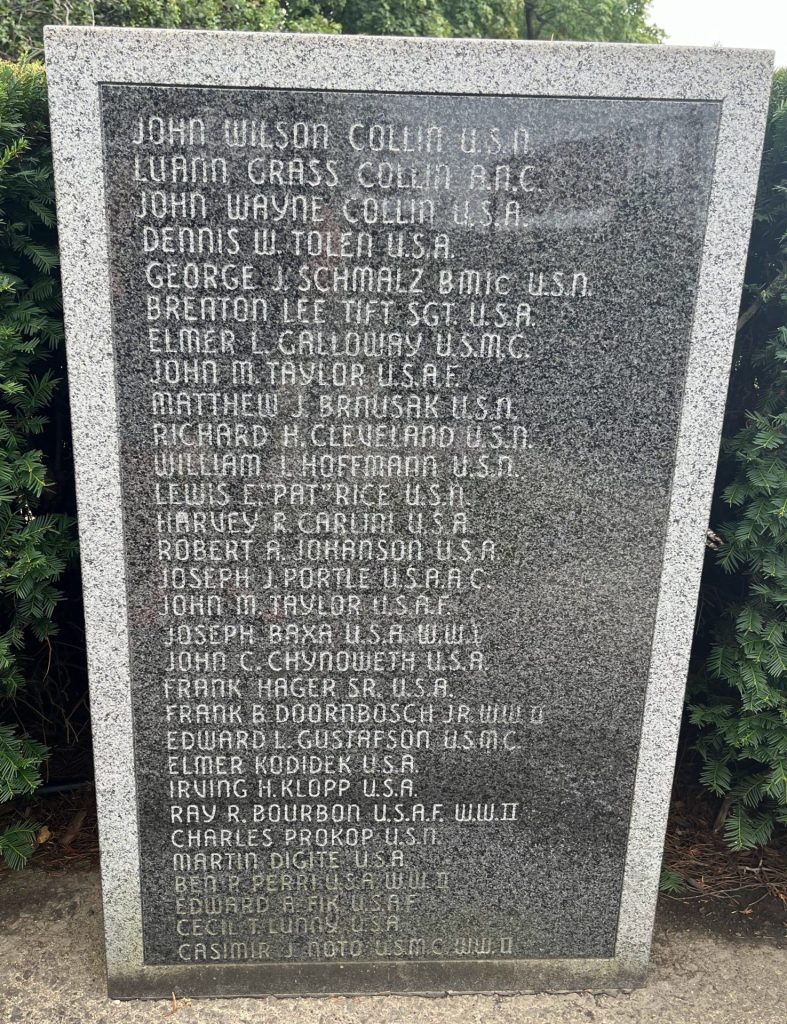 JOHN WILSON COLLIN U.S.N.
LUANN GRASS COLLIN A.N.C.
JOHN WAYNE COLLIN U.S.A.
DENNIS W. TOLEN U.S.A.
GEORGE J. SCHMALZ BM1C U.S.N.
BRENTON LEE TIFT SGT. U.S.A.
ELMER L. GALLOWAY U.S.M.C.
JOHN M. TAYLOR U.S.A.F.
MATTHEW J. BRNUSAK U.S.N.
RICHARD H. CLEVELAND U.S.N.
WILLIAM I. HOFFMANN U.S.N.
LEWIS E. "PAT" RICE U.S.N.
HARVEY R. CARLINI U.S.A.
ROBERT A. JOHANSON U.S.A.
JOSEPH J. PORTLE U.S.A.A.C.
JOHN M. TAYLOR U.S.A.F.
JOSEPH BAXA U.S.A. W.W.I
JOHN C. CHYNOWETH U.S.A.
FRANK HAGER SR. U.S.A.
FRANK B. DOORNBOSCH JR. W.W.II
EDWARD L. GUSTAFSON U.S.M.C.
ELMER KODIDEK U.S.A.
IRVING H. KLOPP U.S.A.
RAY R. BOURBON U.S.A.F. W.W.II
CHARLES PROKOP U.S.N.
MARTIN DIGITE U.S.A.
BEN R. PERRI U.S.A. W.W.II
EDWARD A. FIK U.S.A.F.
CECIL T. LUNNY U.S.A.
CASIMIR J. NOTO U.S.M.C. W.W.II